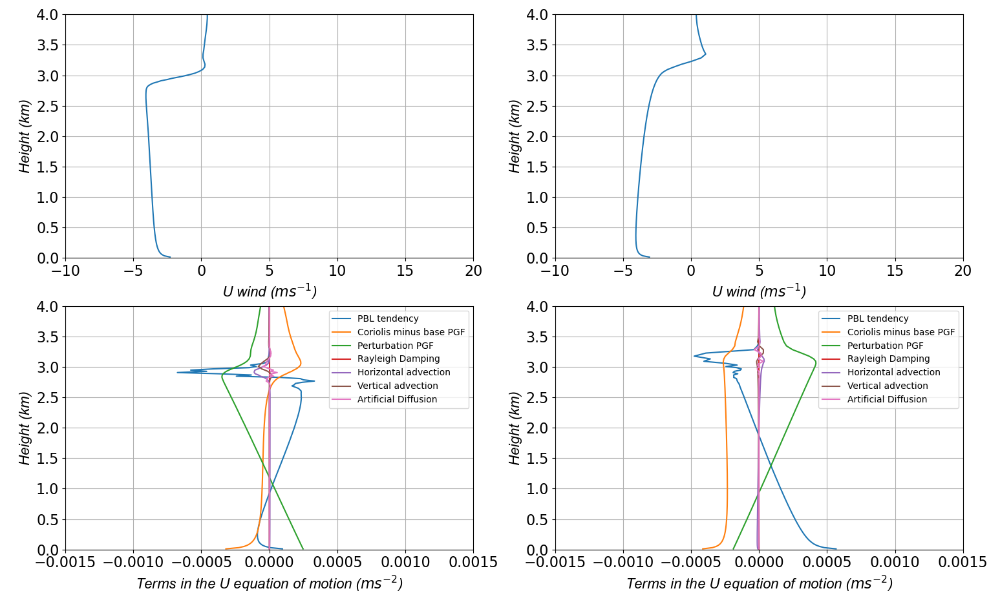 4.0
3.5
3.0
2.5
2.0
1.5
1.0
0.5
0.0
Height (km)
−10 −5 0 5 10 15 20
U wind (ms−1)
4.0
3.5
3.0
2.5
2.0
1.5
1.0
0.5
0.0
Height (km)
−10 −5 0 5 10 15 20
U wind (ms−1)
4.0
3.5
3.0
2.5
2.0
1.5
1.0
0.5
0.0
Height (km)
PBL tendency
Coriolis minus base PGF
Perturbation PGF
Rayleigh Damping
Horizontal advection
Vertical advection
Artificial Diffusion
−0.0015 −0.0010 −0.0005 0.0000 0.0005 0.0010 0.0015
Terms in the U equation of motion (ms−2)
4.0
3.5
3.0
2.5
2.0
1.5
1.0
0.5
0.0
Height (km)
PBL tendency
Coriolis minus base PGF
Perturbation PGF
Rayleigh Damping
Horizontal advection
Vertical advection
Artificial Diffusion
−0.0015 −0.0010 −0.0005 0.0000 0.0005 0.0010 0.0015
Terms in the U equation of motion (ms−2)